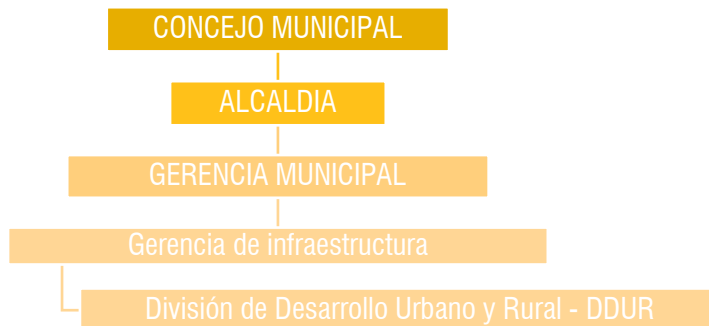 CONCEJO MUNICIPAL
ALCALDIA
GERENCIA MUNICIPAL
Gerencia de infraestructura
División de Desarrollo Urbano y Rural - DDUR